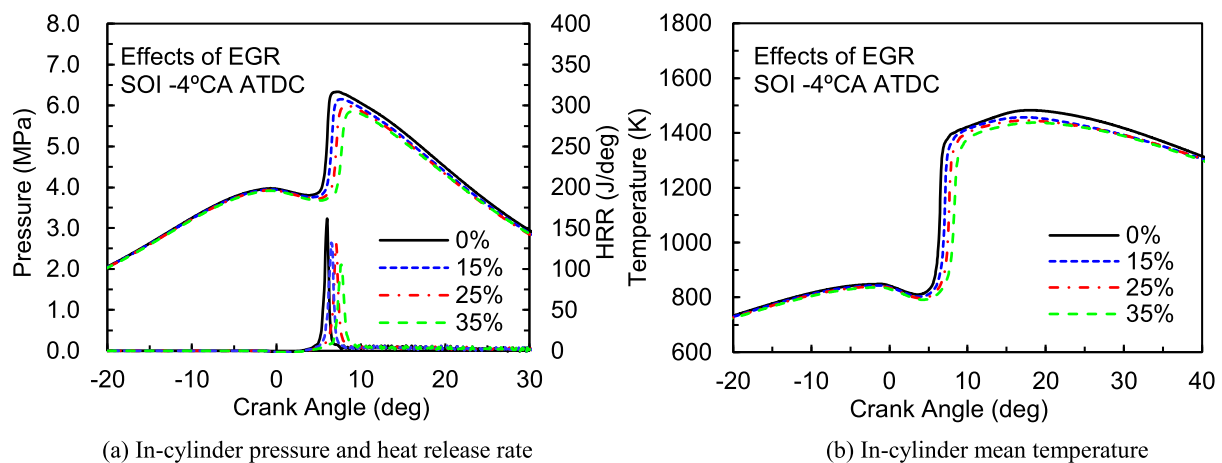 Effects of EGR
SOI -4ºCA ATDC
Pressure (MPa)
8.0
7.0
6.0
5.0
4.0
3.0
2.0
1.0
0.0
HRR (J/deg)
400
350
300
250
200
150
100
50
0
0%
15%
25%
35%
-20 -10 0 10 20 30
Crank Angle (deg)
(a) In-cylinder pressure and heat release rate
Effects of EGR
SOI -4ºCA ATDC
Temperature (K)
1800
1600
1400
1200
1000
800
600
0%
15%
25%
35%
-20 -10 0 10 20 30 40
Crank Angle (deg)
(b) In-cylinder mean temperature